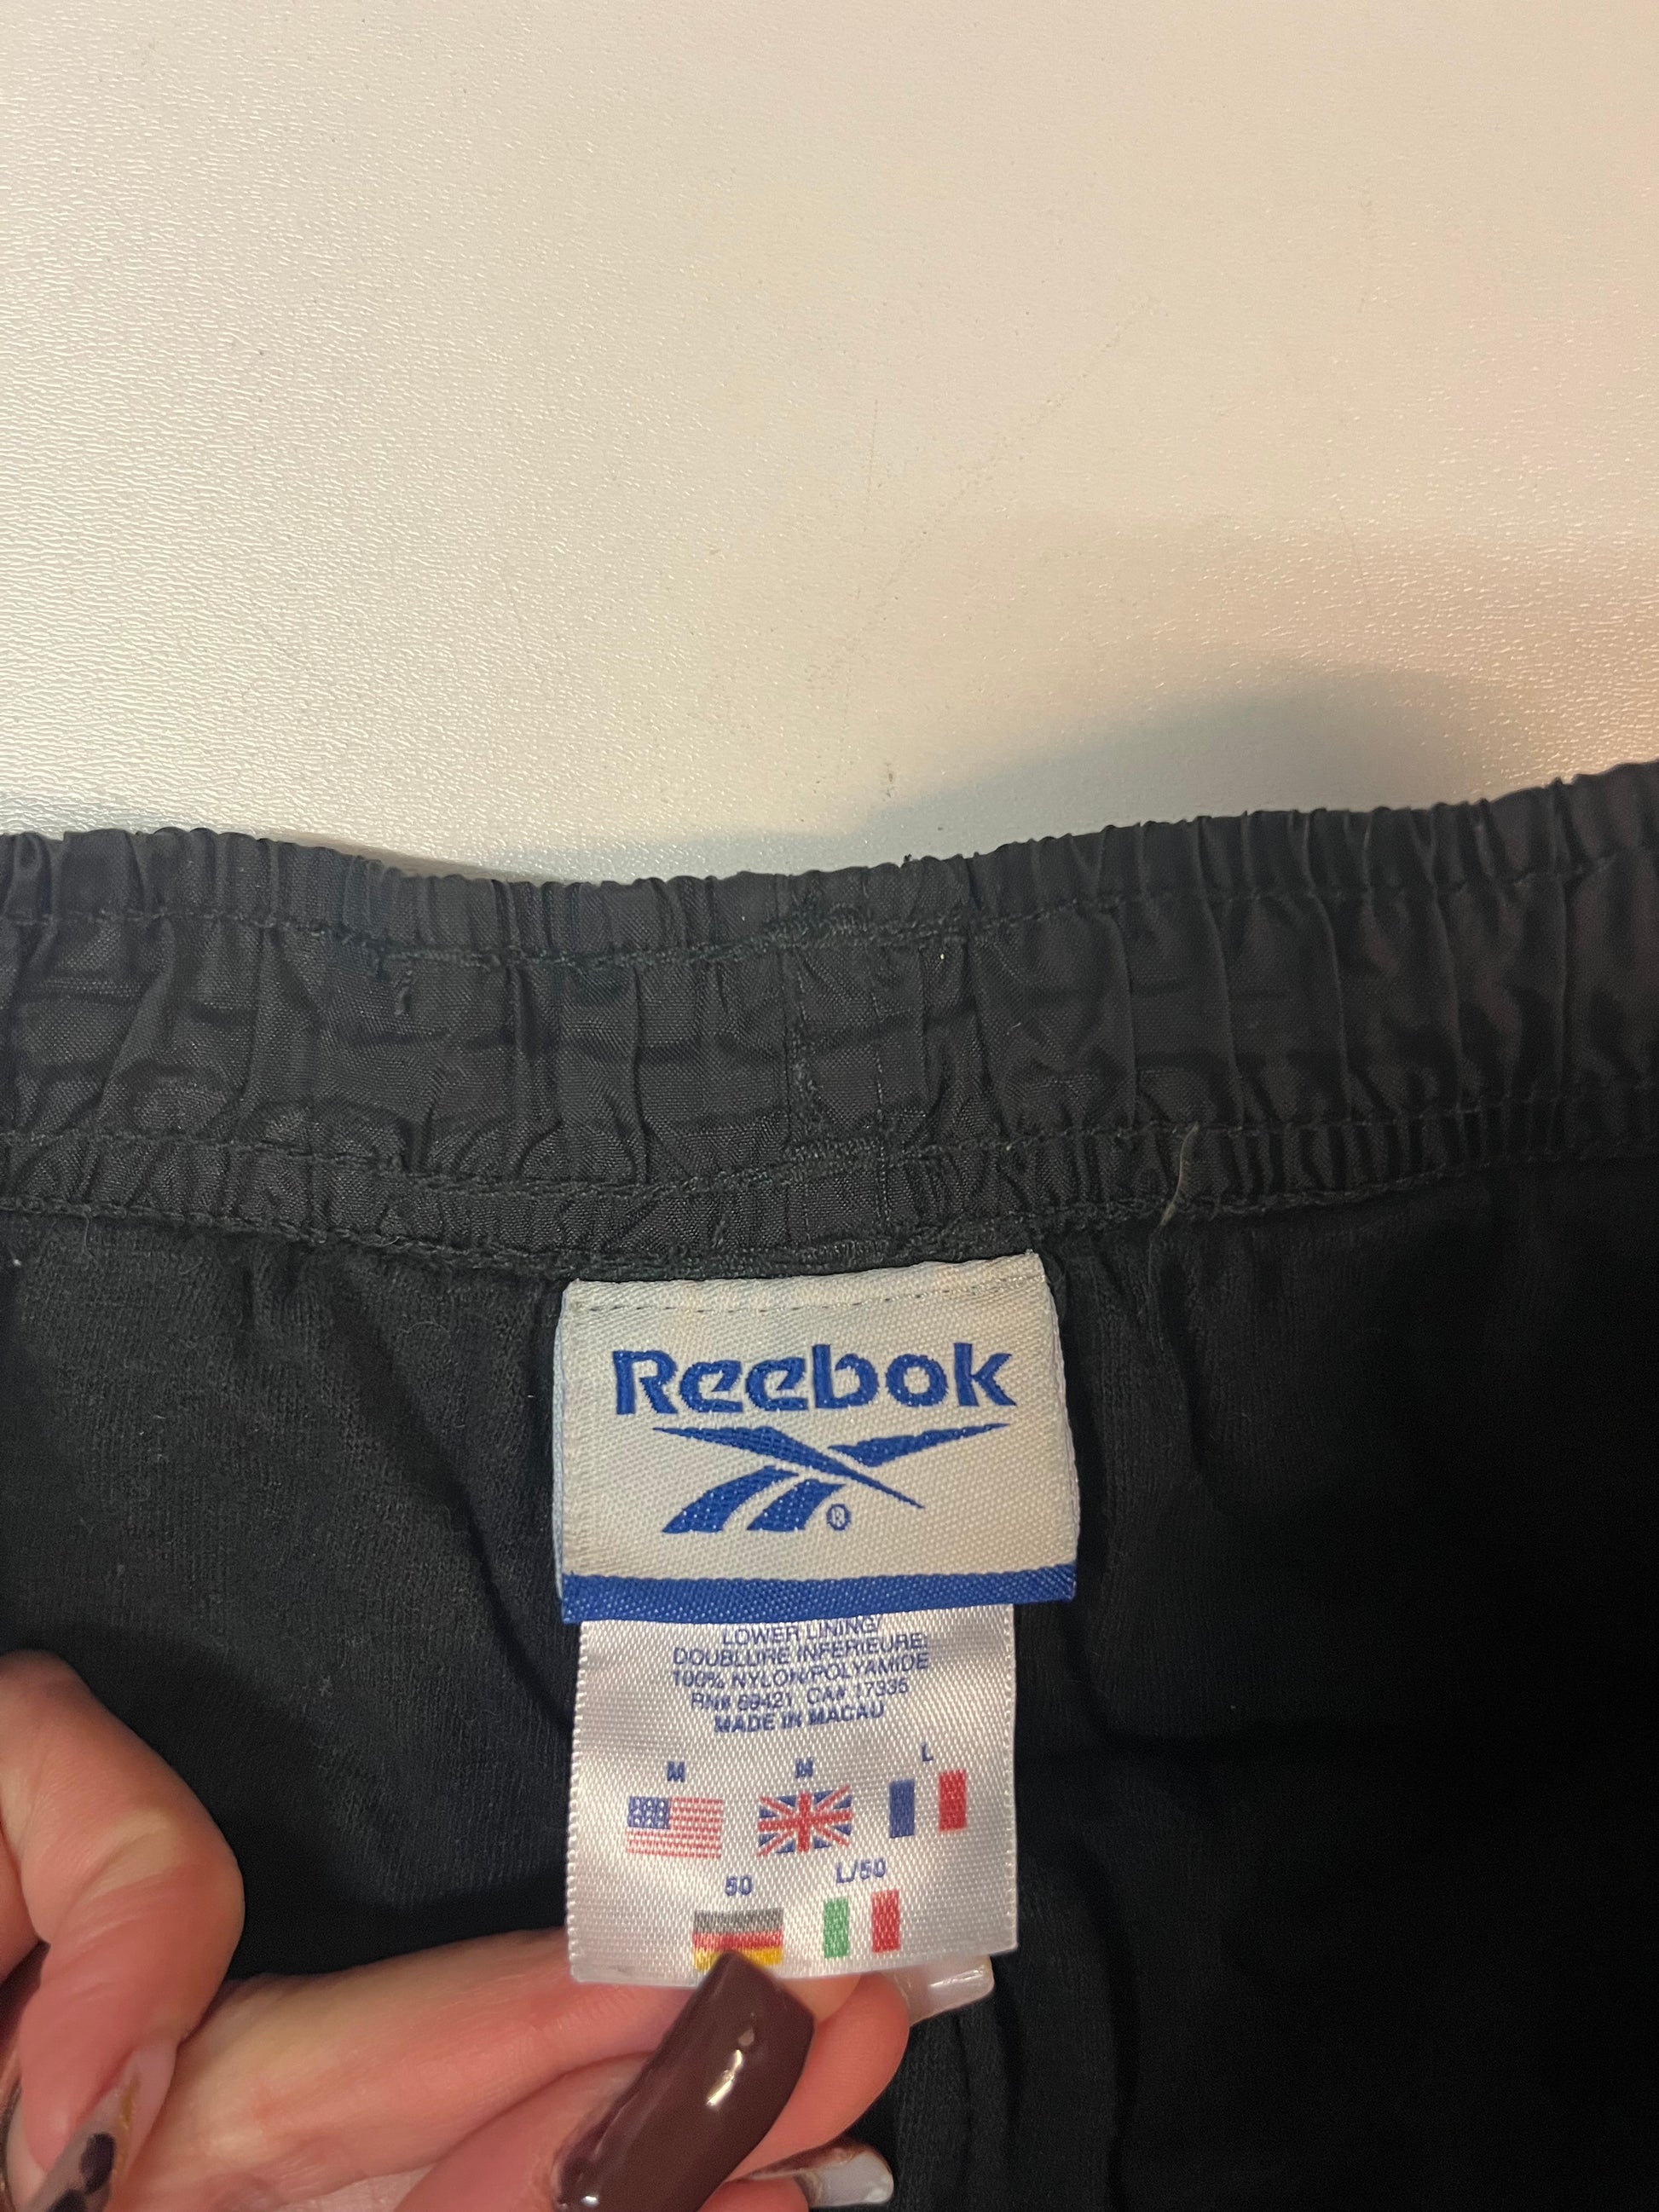 Reebok
®
LOWER LINING/
DOUBLURE INFERIEURE:
100% NYLON/POLYAMIDE
RN# 69421 CA# 17335
MADE IN MACAU
M M L
50 L/50